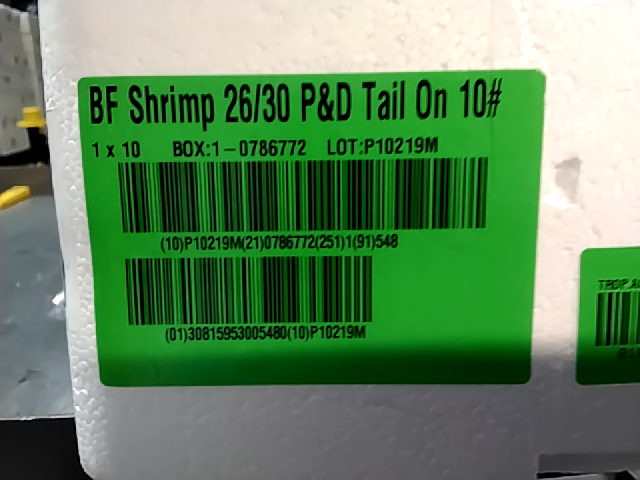 BF Shrimp 26/30 P&D Tail On 10#
1 x 10 BOX:1-0786772 LOT:P10219M
(10)P10219M(21)0786772(251)1(91)548
(01)30815953005480(10)P10219M